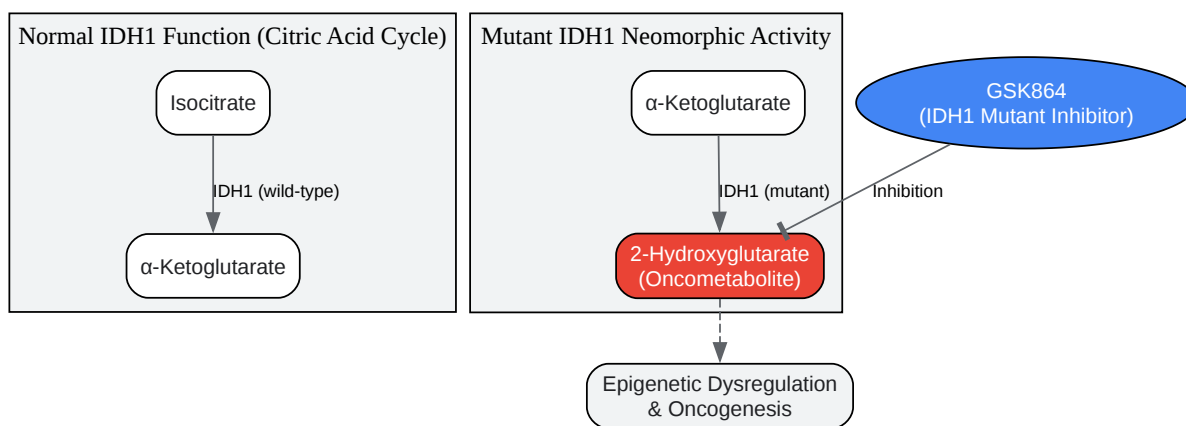 Normal IDH1 Function (Citric Acid Cycle)
Isocitrate
IDH1 (wild-type)
α-Ketoglutarate
Mutant IDH1 Neomorphic Activity
α-Ketoglutarate
IDH1 (mutant)
2-Hydroxyglutarate
(Oncometabolite)
GSK864
(IDH1 Mutant Inhibitor)
Inhibition
Epigenetic Dysregulation
& Oncogenesis